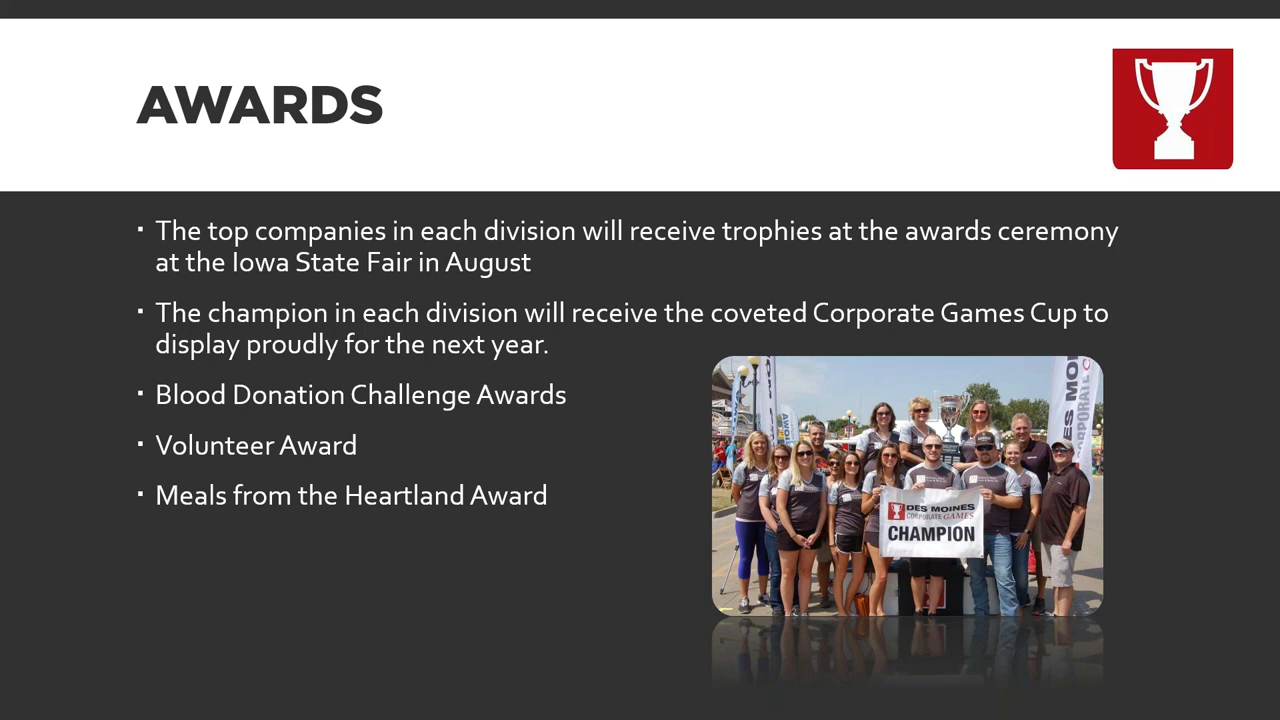 AWARDS
▪ The top companies in each division will receive trophies at the awards ceremony
at the Iowa State Fair in August
▪ The champion in each division will receive the coveted Corporate Games Cup to
display proudly for the next year.
▪ Blood Donation Challenge Awards
▪ Volunteer Award
▪ Meals from the Heartland Award
DES MOINES
CORPORATE GAMES
CHAMPION